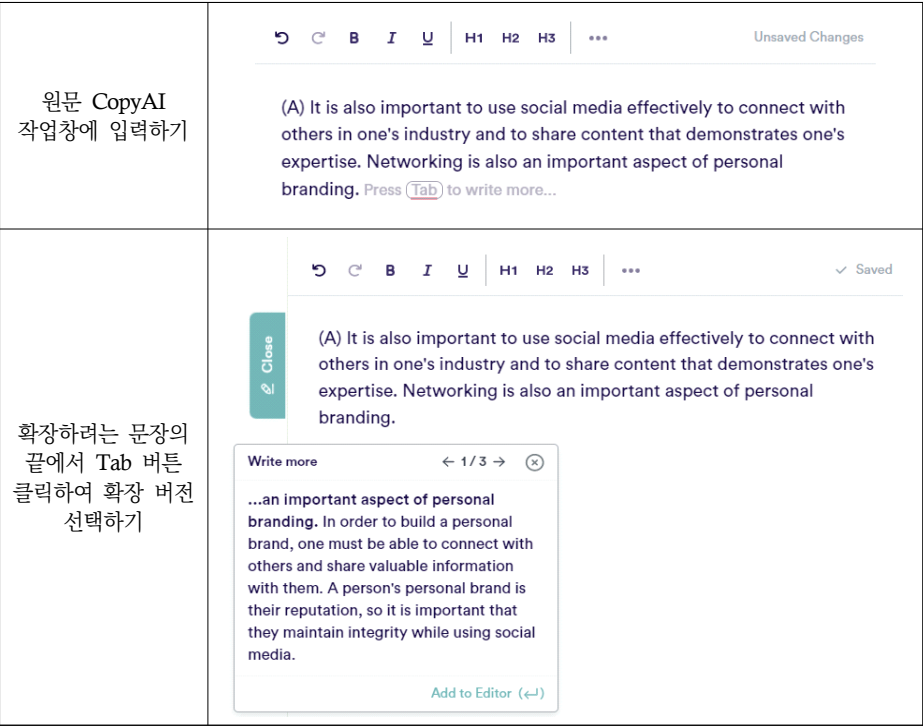 원문 CopyAI
작업창에 입력하기
B I U H1 H2 H3 ••• Unsaved Changes
(A) It is also important to use social media effectively to connect with
others in one's industry and to share content that demonstrates one's
expertise. Networking is also an important aspect of personal
branding. Press Tab to write more...
확장하려는 문장의
끝에서 Tab 버튼
클릭하여 확장 버전
선택하기
B I U H1 H2 H3 ••• Saved
Close
(A) It is also important to use social media effectively to connect with
others in one's industry and to share content that demonstrates one's
expertise. Networking is also an important aspect of personal
branding.
Write more ← 1 / 3 →
...an important aspect of personal
branding. In order to build a personal
brand, one must be able to connect with
others and share valuable information
with them. A person's personal brand is
their reputation, so it is important that
they maintain integrity while using social
media.
Add to Editor (↵)